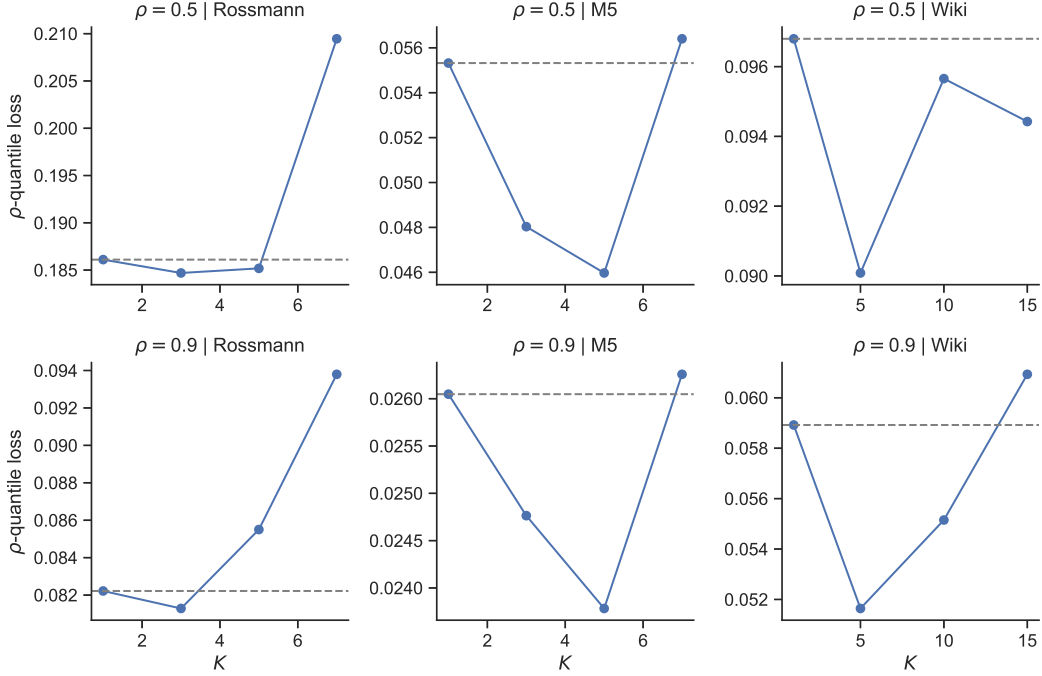 ρ = 0.5 | Rossmann
ρ = 0.5 | M5
ρ = 0.5 | Wiki
ρ-quantile loss
0.210
0.205
0.200
0.195
0.190
0.185
2 4 6
0.056
0.054
0.052
0.050
0.048
0.046
2 4 6
0.096
0.094
0.092
0.090
5 10 15
ρ = 0.9 | Rossmann
ρ = 0.9 | M5
ρ = 0.9 | Wiki
ρ-quantile loss
0.094
0.092
0.090
0.088
0.086
0.084
0.082
2 4 6
K
0.0260
0.0255
0.0250
0.0245
0.0240
2 4 6
K
0.060
0.058
0.056
0.054
0.052
5 10 15
K